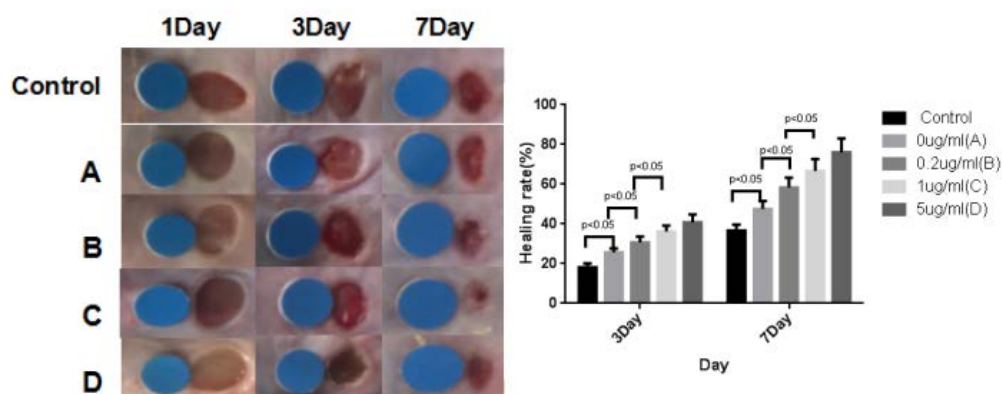 1Day 3Day 7Day
Control
A
B
C
D
Healing rate(%)
100
80
60
40
20
0
p<0.05
p<0.05
p<0.05
p<0.05
p<0.05
p<0.05
3Day
7Day
Day
Control
0ug/ml(A)
0.2ug/ml(B)
1ug/ml(C)
5ug/ml(D)